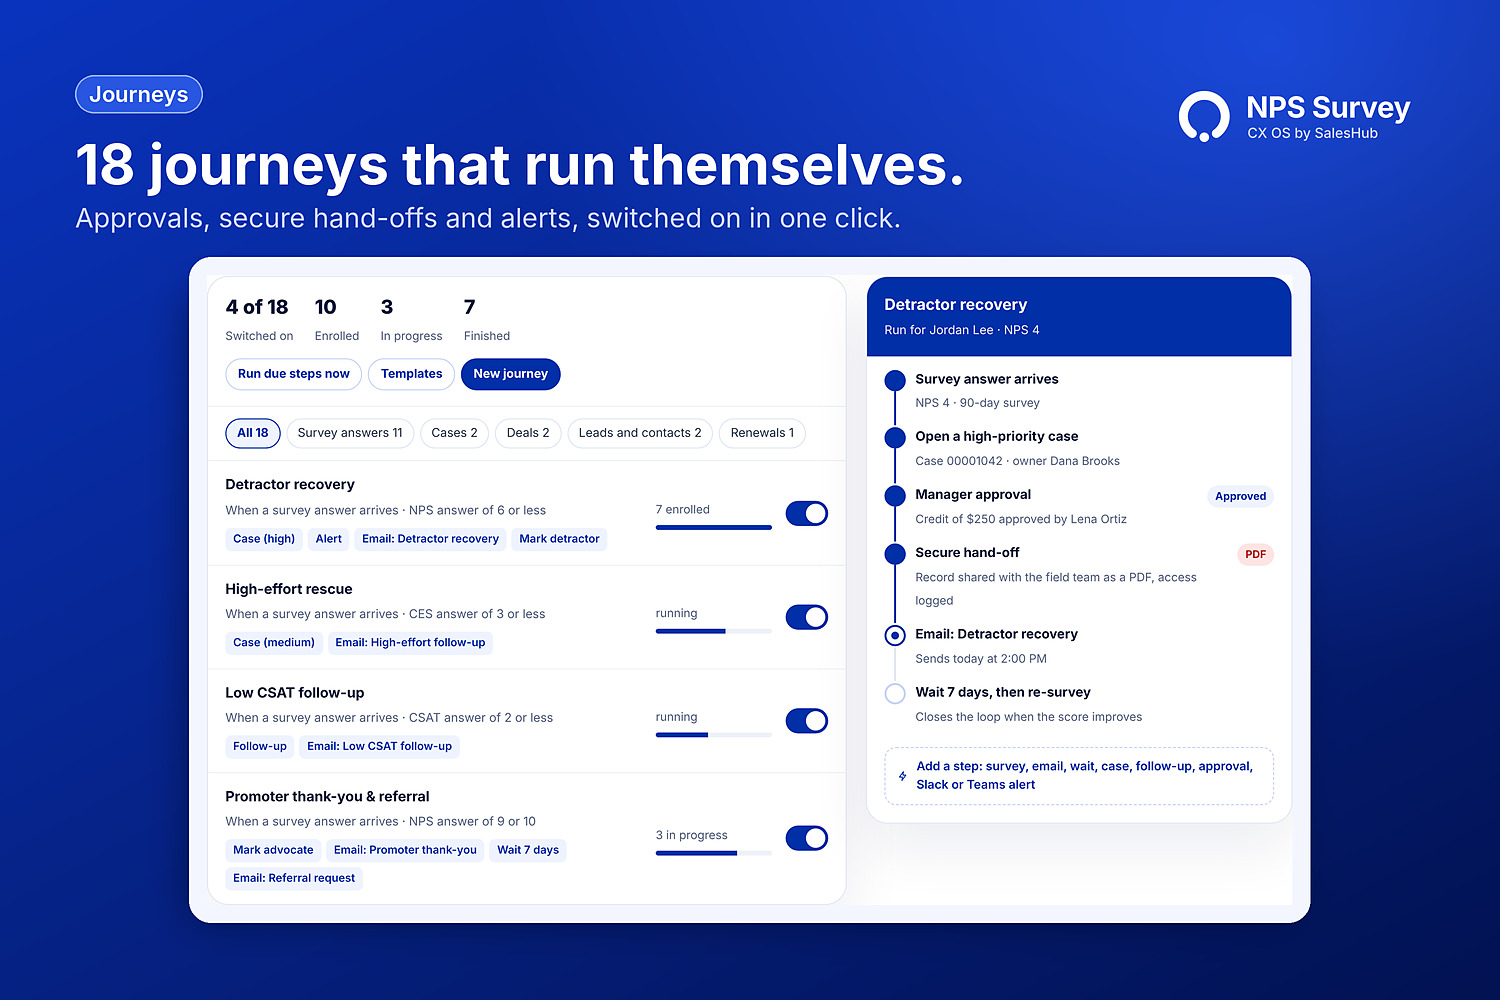 Journeys
18 journeys that run themselves.
Approvals, secure hand-offs and alerts, switched on in one click.
NPS Survey
CX OS by SalesHub
4 of 18
Switched on
10
Enrolled
3
In progress
7
Finished
Run due steps now
Templates
New journey
All 18
Survey answers 11
Cases 2
Deals 2
Leads and contacts 2
Renewals 1
Detractor recovery
When a survey answer arrives · NPS answer of 6 or less
Case (high)
Alert
Email: Detractor recovery
Mark detractor
7 enrolled
High-effort rescue
When a survey answer arrives · CES answer of 3 or less
Case (medium)
Email: High-effort follow-up
running
Low CSAT follow-up
When a survey answer arrives · CSAT answer of 2 or less
Follow-up
Email: Low CSAT follow-up
running
Promoter thank-you & referral
When a survey answer arrives · NPS answer of 9 or 10
Mark advocate
Email: Promoter thank-you
Wait 7 days
Email: Referral request
3 in progress
Detractor recovery
Run for Jordan Lee · NPS 4
Survey answer arrives
NPS 4 · 90-day survey
Open a high-priority case
Case 00001042 · owner Dana Brooks
Manager approval
Approved
Credit of $250 approved by Lena Ortiz
Secure hand-off
PDF
Record shared with the field team as a PDF, access
logged
Email: Detractor recovery
Sends today at 2:00 PM
Wait 7 days, then re-survey
Closes the loop when the score improves
Add a step: survey, email, wait, case, follow-up, approval,
Slack or Teams alert